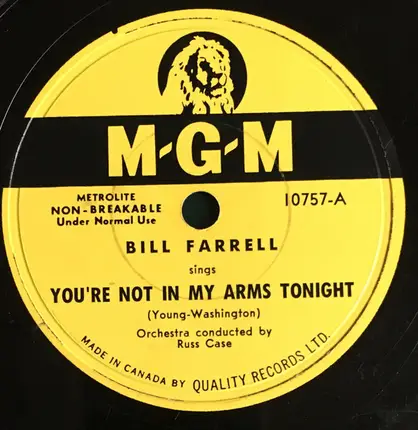 M-G-M
METROLITE
NON-BREAKABLE
Under Normal Use
10757-A
BILL FARRELL
sings
YOU'RE NOT IN MY ARMS TONIGHT
(Young-Washington)
Orchestra conducted by
Russ Case
MADE IN CANADA BY QUALITY RECORDS LTD.